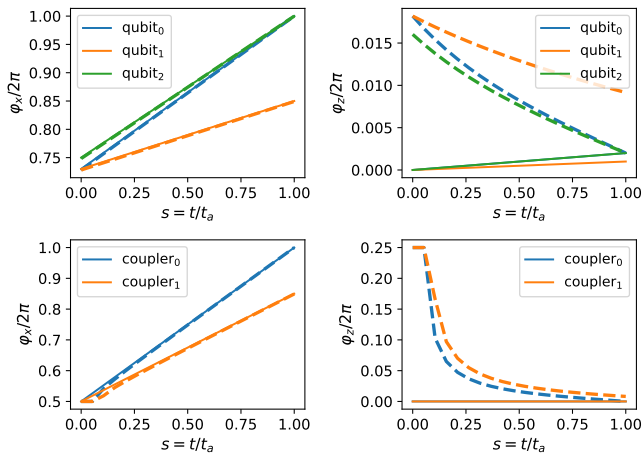 1.00
0.95
0.90
0.85
0.80
0.75
φx/2π
qubit0
qubit1
qubit2
0.00 0.25 0.50 0.75 1.00
s = t/ta
0.015
0.010
0.005
0.000
φz/2π
qubit0
qubit1
qubit2
0.00 0.25 0.50 0.75 1.00
s = t/ta
1.0
0.9
0.8
0.7
0.6
0.5
φx/2π
coupler0
coupler1
0.00 0.25 0.50 0.75 1.00
s = t/ta
0.25
0.20
0.15
0.10
0.05
0.00
φz/2π
coupler0
coupler1
0.00 0.25 0.50 0.75 1.00
s = t/ta